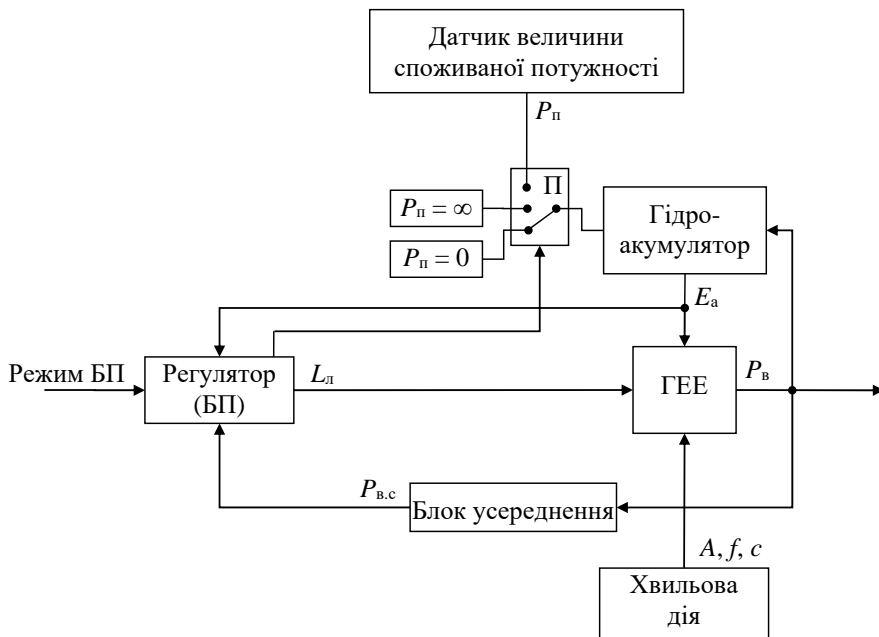 Датчик величини
споживаної потужності
Pп
П
Pп = ∞
Гідро-
акумулятор
Pп = 0
Eа
Режим БП
Регулятор
(БП)
Lл
ГЕЕ
Pв
Pв.с
Блок усереднення
A, f, c
Хвильова
дія